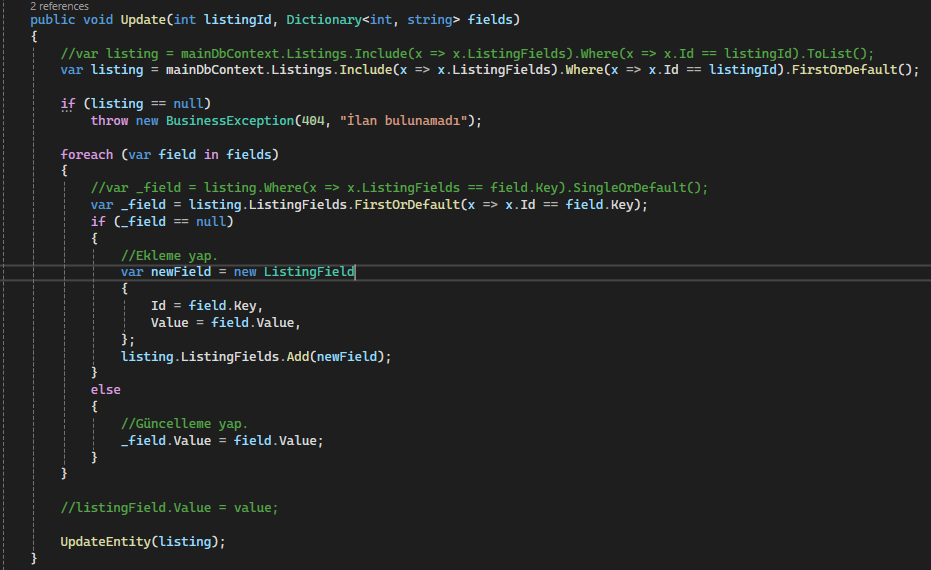 2 references
public void Update(int listingId, Dictionary<int, string> fields)
{
//var listing = mainDbContext.Listings.Include(x => x.ListingFields).Where(x => x.Id == listingId).ToList();
var listing = mainDbContext.Listings.Include(x => x.ListingFields).Where(x => x.Id == listingId).FirstOrDefault();
if (listing == null)
throw new BusinessException(404, "İlan bulunamadı");
foreach (var field in fields)
{
//var _field = listing.Where(x => x.ListingFields == field.Key).SingleOrDefault();
var _field = listing.ListingFields.FirstOrDefault(x => x.Id == field.Key);
if (_field == null)
{
//Ekleme yap.
var newField = new ListingField
{
Id = field.Key,
Value = field.Value,
};
listing.ListingFields.Add(newField);
}
else
{
//Güncelleme yap.
_field.Value = field.Value;
}
}
//listingField.Value = value;
UpdateEntity(listing);
}